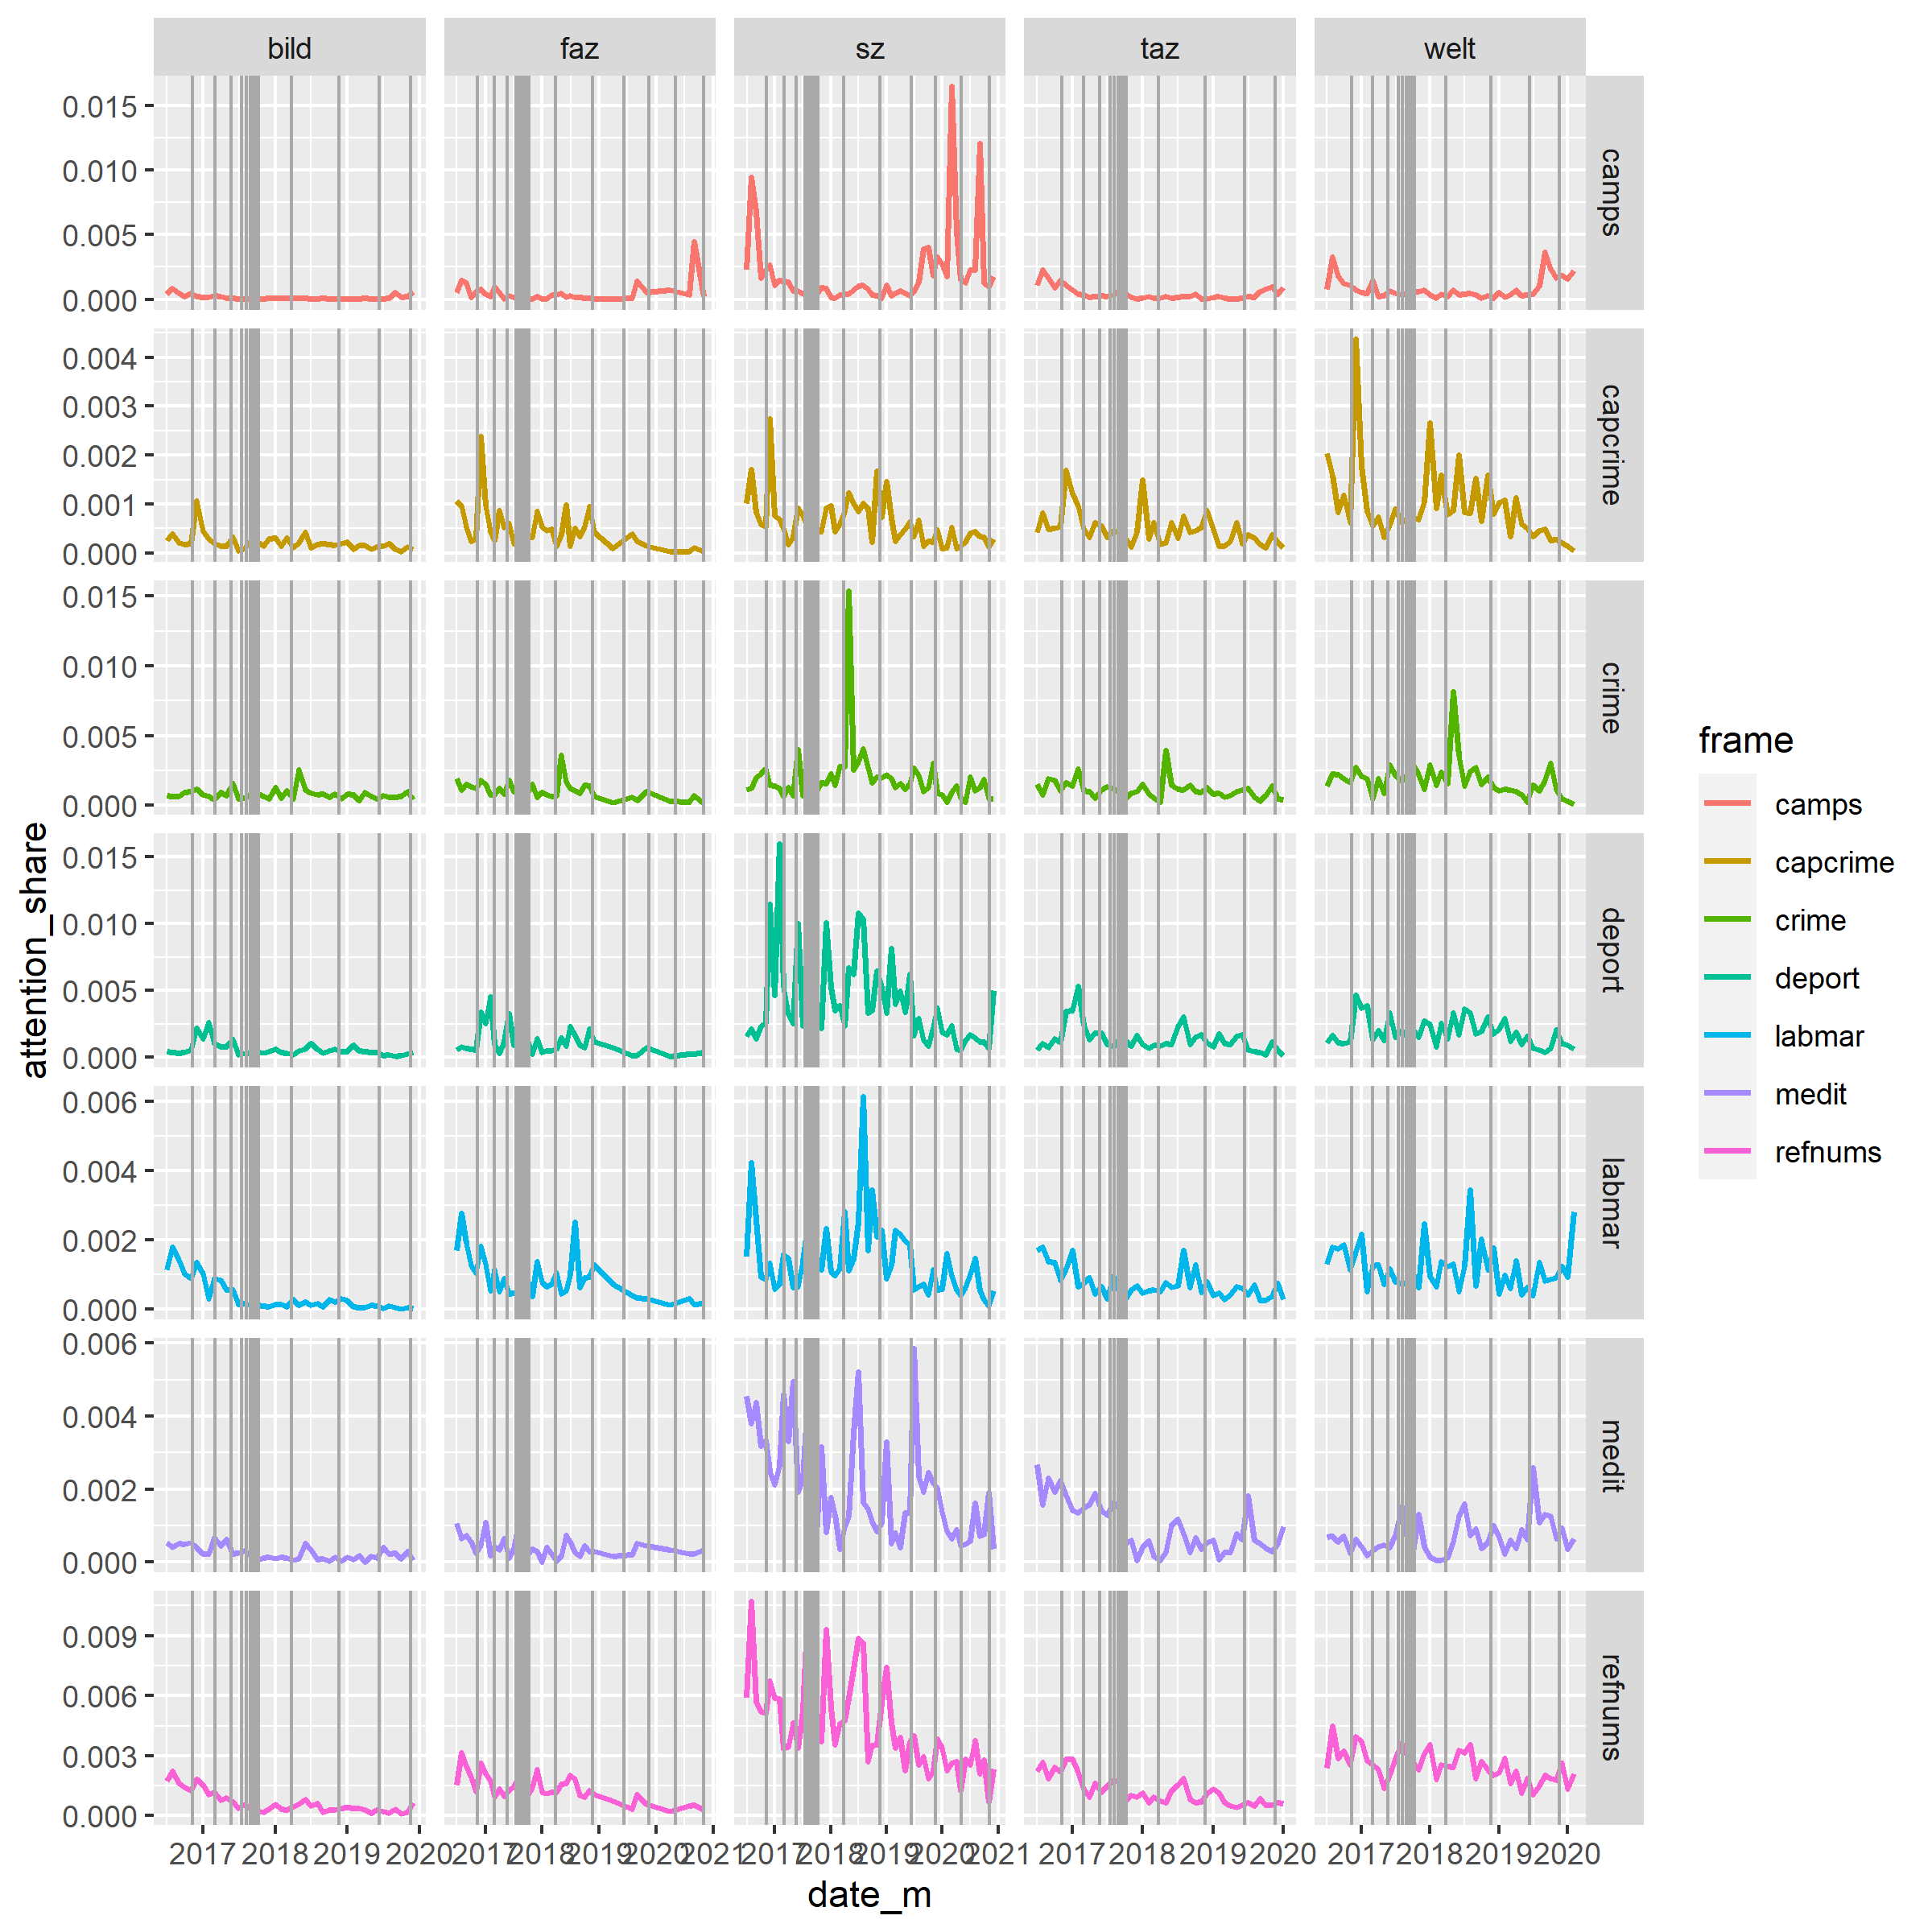 bild faz sz taz welt
0.015
0.010
0.005
0.000
camps
0.004
0.003
0.002
0.001
0.000
capcrime
0.015
0.010
0.005
0.000
crime
0.015
0.010
0.005
0.000
deport
0.006
0.004
0.002
0.000
labmar
0.006
0.004
0.002
0.000
medit
0.009
0.006
0.003
0.000
refnums
2017 2018 2019 2020 2017 2018 2019 2020 2021 2017 2018 2019 2020 2021 2017 2018 2019 2020 2017 2018 2019 2020
date_m
attention_share
frame
camps
capcrime
crime
deport
labmar
medit
refnums